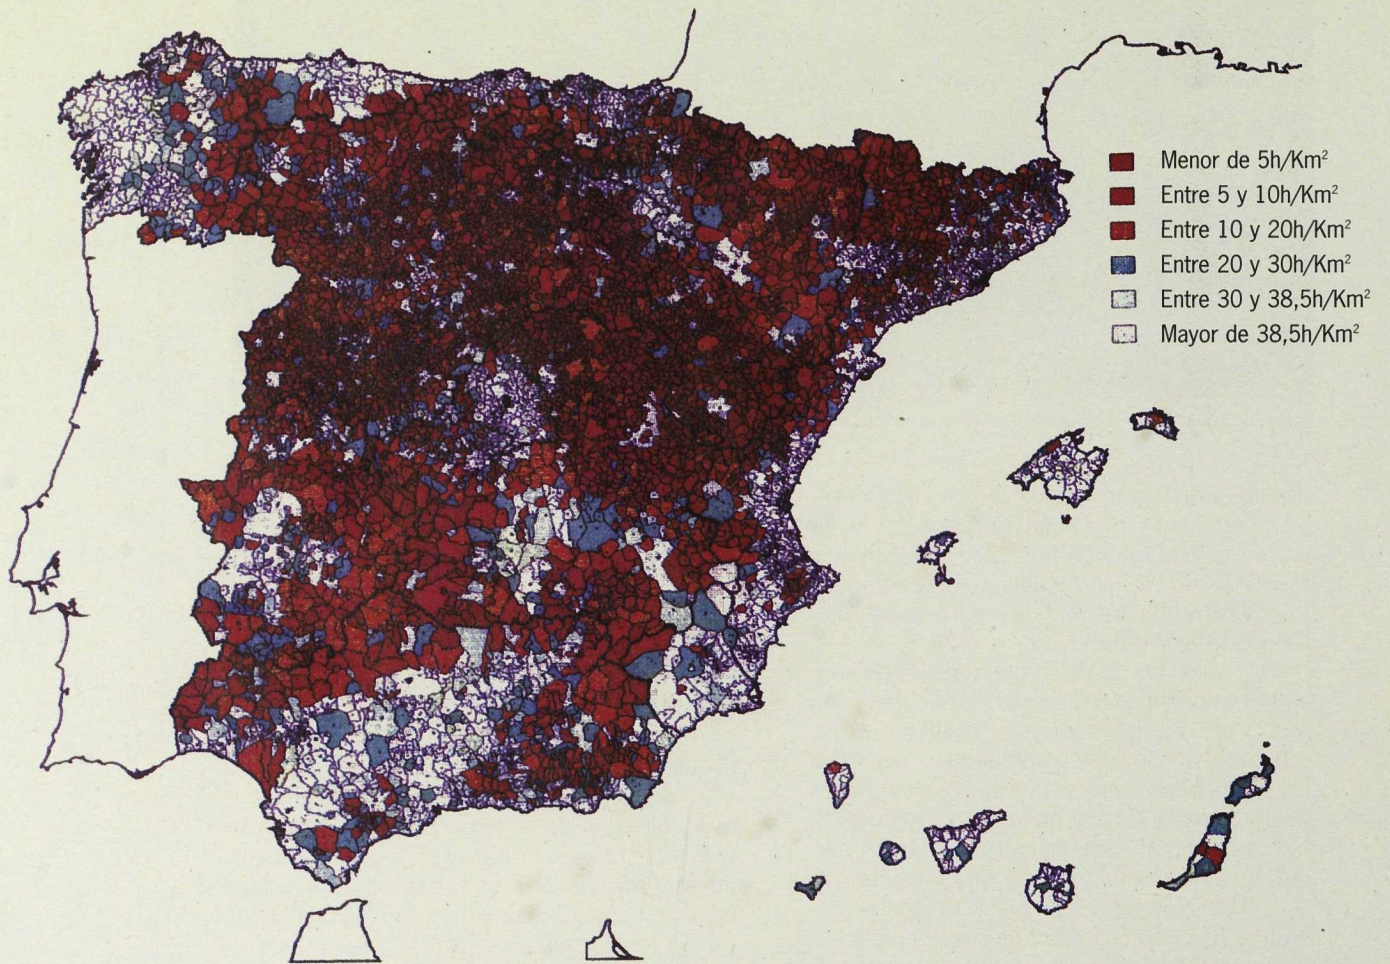 Menor de 5h/Km²
Entre 5 y 10h/Km²
Entre 10 y 20h/Km²
Entre 20 y 30h/Km²
Entre 30 y 38,5h/Km²
Mayor de 38,5h/Km²